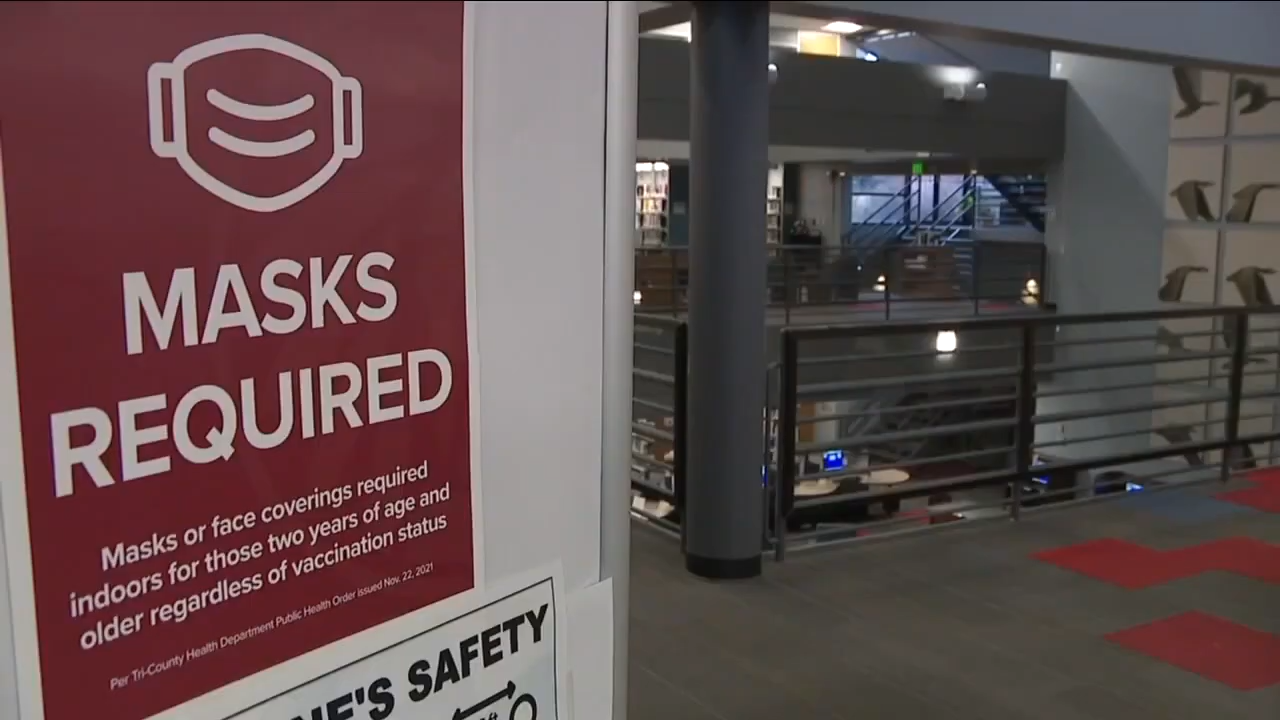 MASKS
REQUIRED
Masks or face coverings required
indoors for those two years of age and
older regardless of vaccination status
Per Tri-County Health Department Public Health Order issued Nov. 22, 2021
SAFETY